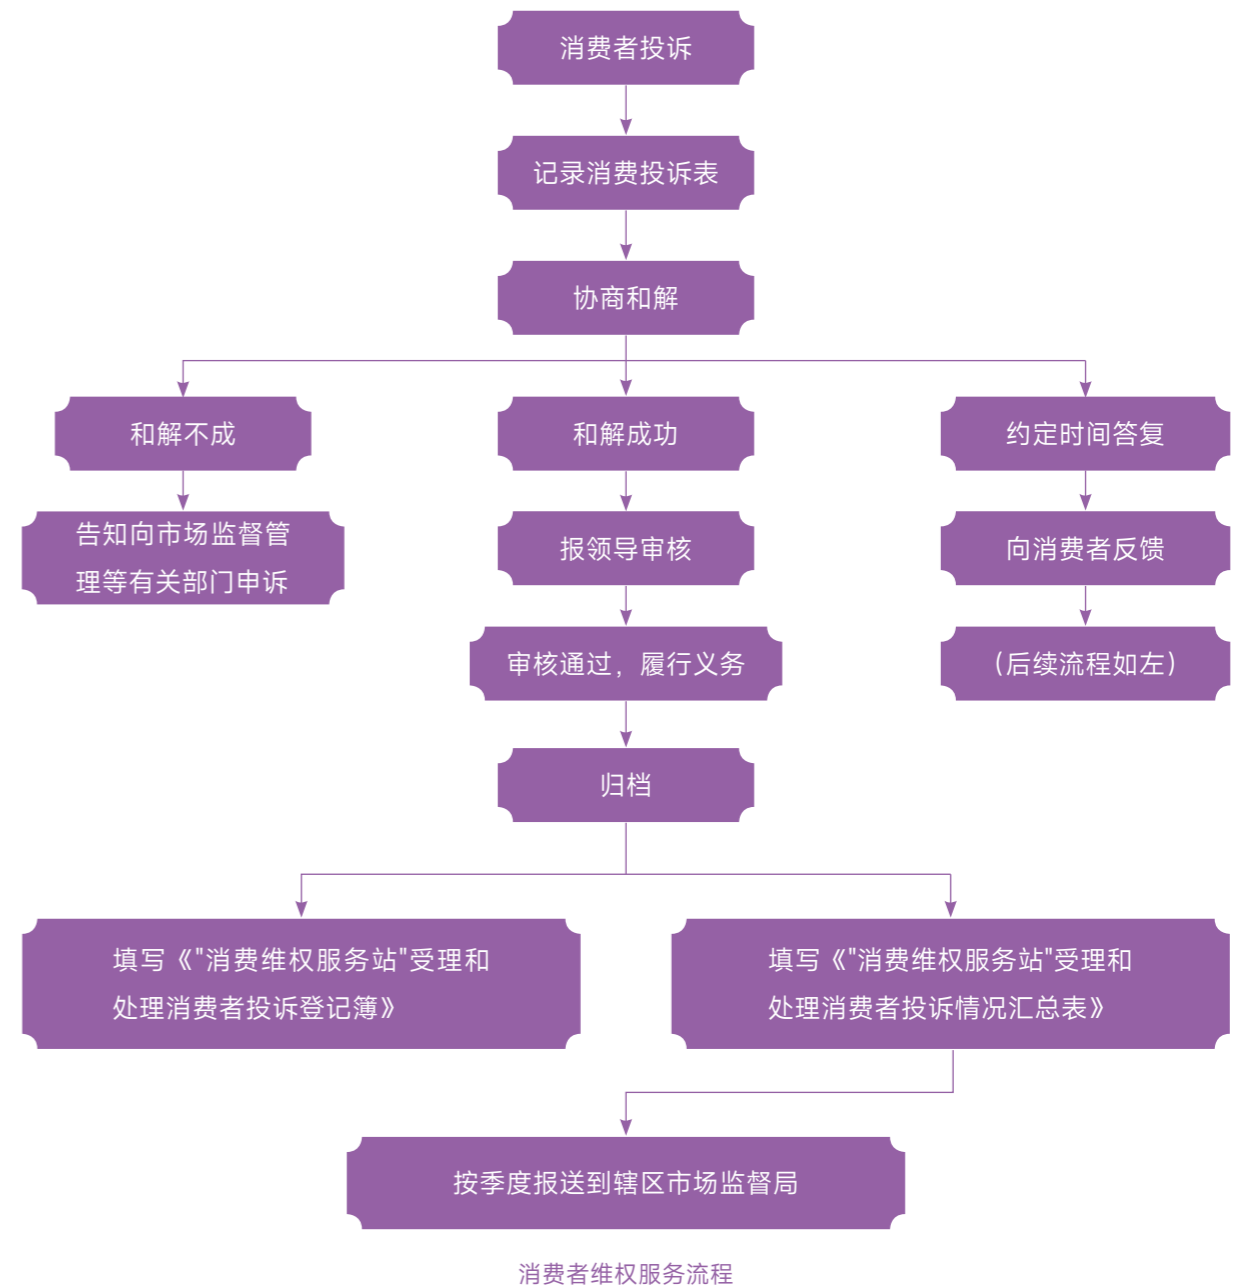 消费者投诉
记录消费投诉表
协商和解
和解不成
和解成功
约定时间答复
告知向市场监督管
理等有关部门申诉
报领导审核
向消费者反馈
审核通过，履行义务
（后续流程如左）
归档
填写《"消费维权服务站"受理和
处理消费者投诉登记簿》
填写《"消费维权服务站"受理和
处理消费者投诉情况汇总表》
按季度报送到辖区市场监督局
消费者维权服务流程